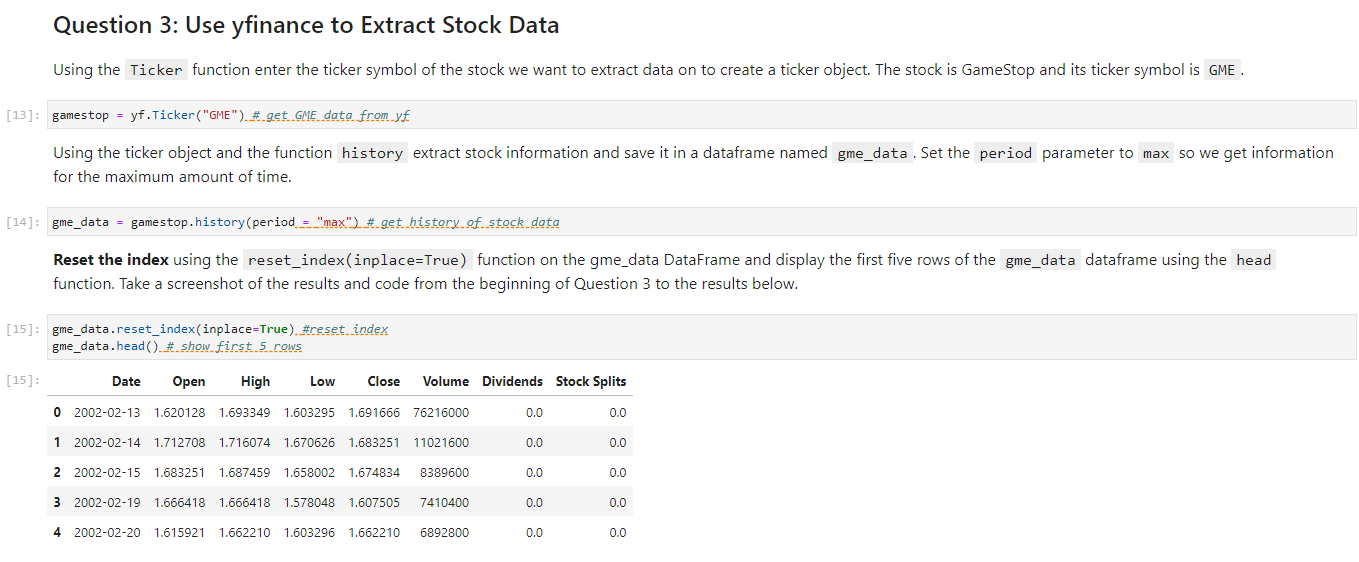 Question 3: Use yfinance to Extract Stock Data
Using the Ticker function enter the ticker symbol of the stock we want to extract data on to create a ticker object. The stock is GameStop and its ticker symbol is GME .
[13]: gamestop = yf.Ticker("GME") # get GME data from yf
Using the ticker object and the function history extract stock information and save it in a dataframe named gme_data . Set the period parameter to max so we get information
for the maximum amount of time.
[14]: gme_data = gamestop.history(period = "max") # get history of stock data
Reset the index using the reset_index(inplace=True) function on the gme_data DataFrame and display the first five rows of the gme_data dataframe using the head
function. Take a screenshot of the results and code from the beginning of Question 3 to the results below.
[15]: gme_data.reset_index(inplace=True) #reset index
gme_data.head() # show first 5 rows
[15]: Date Open High Low Close Volume Dividends Stock Splits
0 2002-02-13 1.620128 1.693349 1.603295 1.691666 76216000 0.0 0.0
1 2002-02-14 1.712708 1.716074 1.670626 1.683251 11021600 0.0 0.0
2 2002-02-15 1.683251 1.687459 1.658002 1.674834 8389600 0.0 0.0
3 2002-02-19 1.666418 1.666418 1.578048 1.607505 7410400 0.0 0.0
4 2002-02-20 1.615921 1.662210 1.603296 1.662210 6892800 0.0 0.0